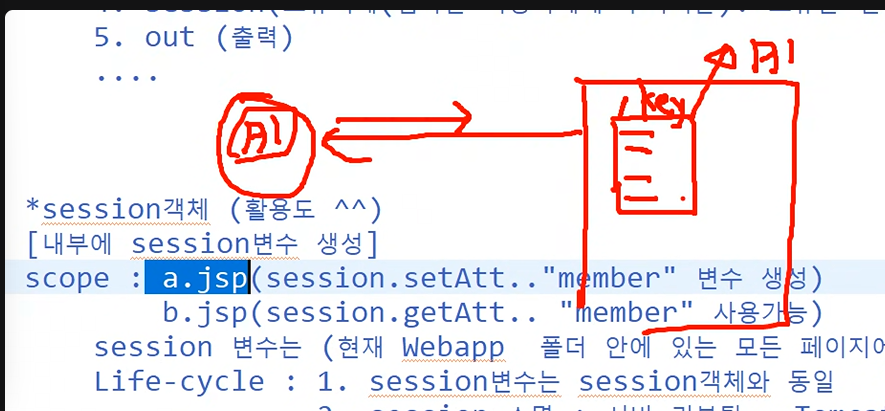 5. out (출력)
....
A1
key
A1
*session객체 (활용도 ^^)
[내부에 session변수 생성]
scope : a.jsp(session.setAtt.."member" 변수 생성)
b.jsp(session.getAtt.. "member" 사용가능)
session 변수는 (현재 Webapp 폴더 안에 있는 모든 페이지에
Life-cycle : 1. session변수는 session객체와 동일